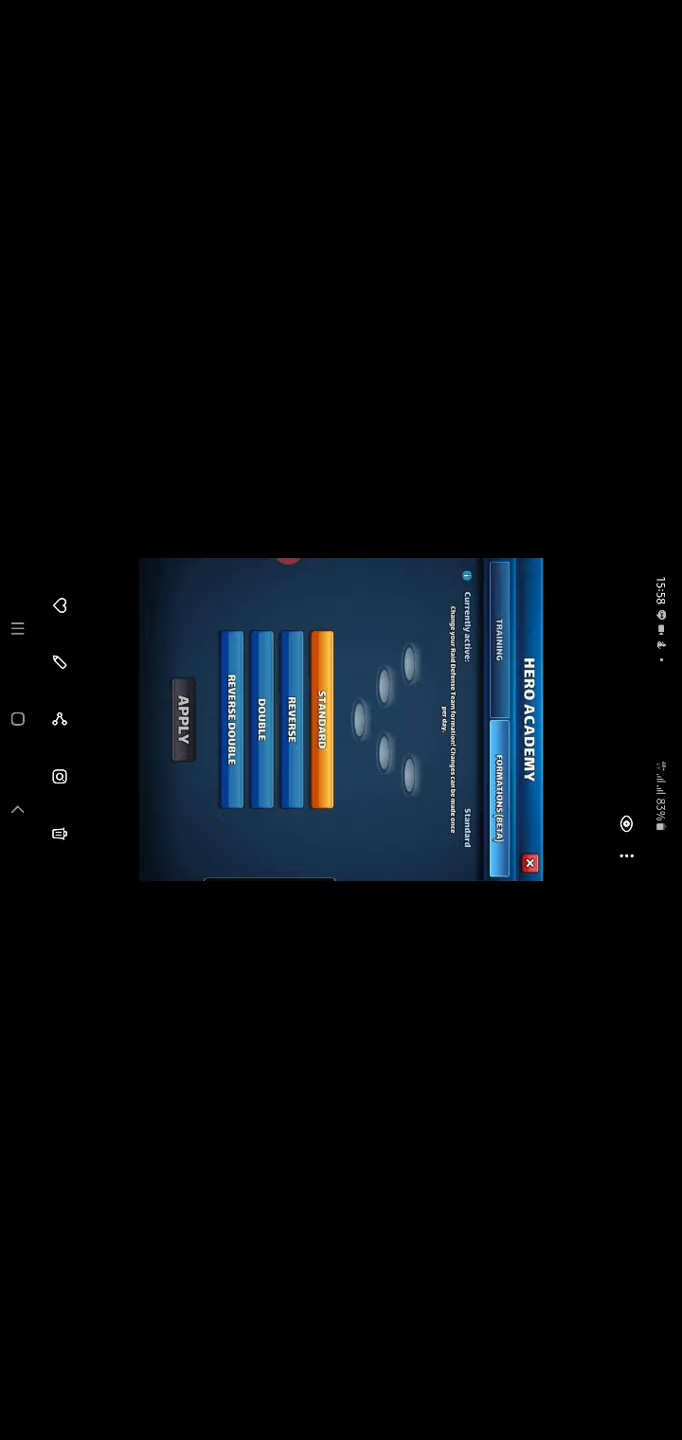 15:58
83%
HERO ACADEMY
TRAINING
FORMATIONS (BETA)
Currently active:
Standard
Change your Raid Defense Team formation! Changes can be made once
per day.
STANDARD
REVERSE
DOUBLE
REVERSE DOUBLE
APPLY